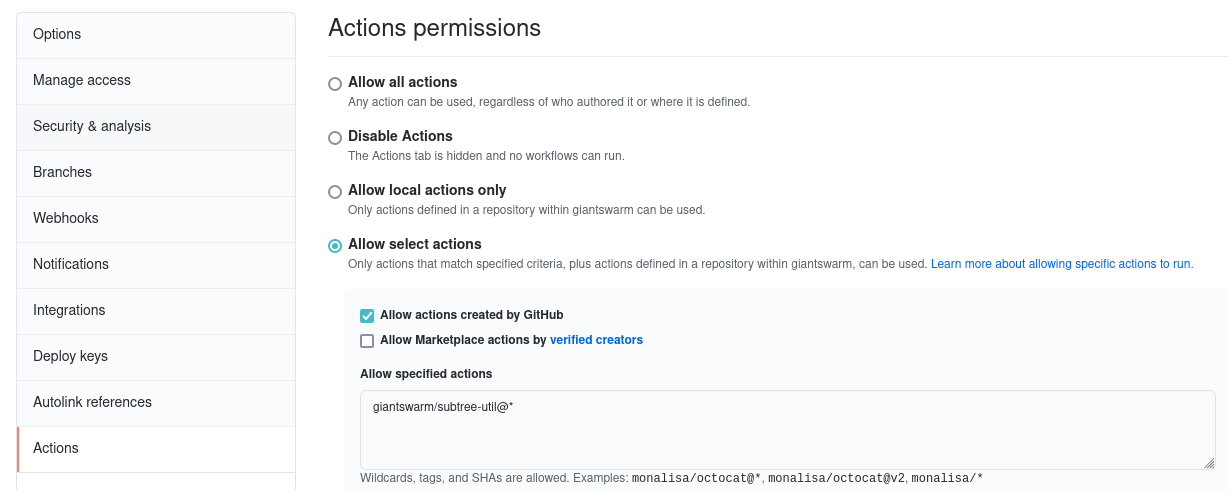 Options
Manage access
Security & analysis
Branches
Webhooks
Notifications
Integrations
Deploy keys
Autolink references
Actions
Actions permissions
Allow all actions
Any action can be used, regardless of who authored it or where it is defined.
Disable Actions
The Actions tab is hidden and no workflows can run.
Allow local actions only
Only actions defined in a repository within giantswarm can be used.
Allow select actions
Only actions that match specified criteria, plus actions defined in a repository within giantswarm, can be used. Learn more about allowing specific actions to run.
Allow actions created by GitHub
Allow Marketplace actions by verified creators
Allow specified actions
giantswarm/subtree-util@*
Wildcards, tags, and SHAs are allowed. Examples: monalisa/octocat@*, monalisa/octocat@v2, monalisa/*